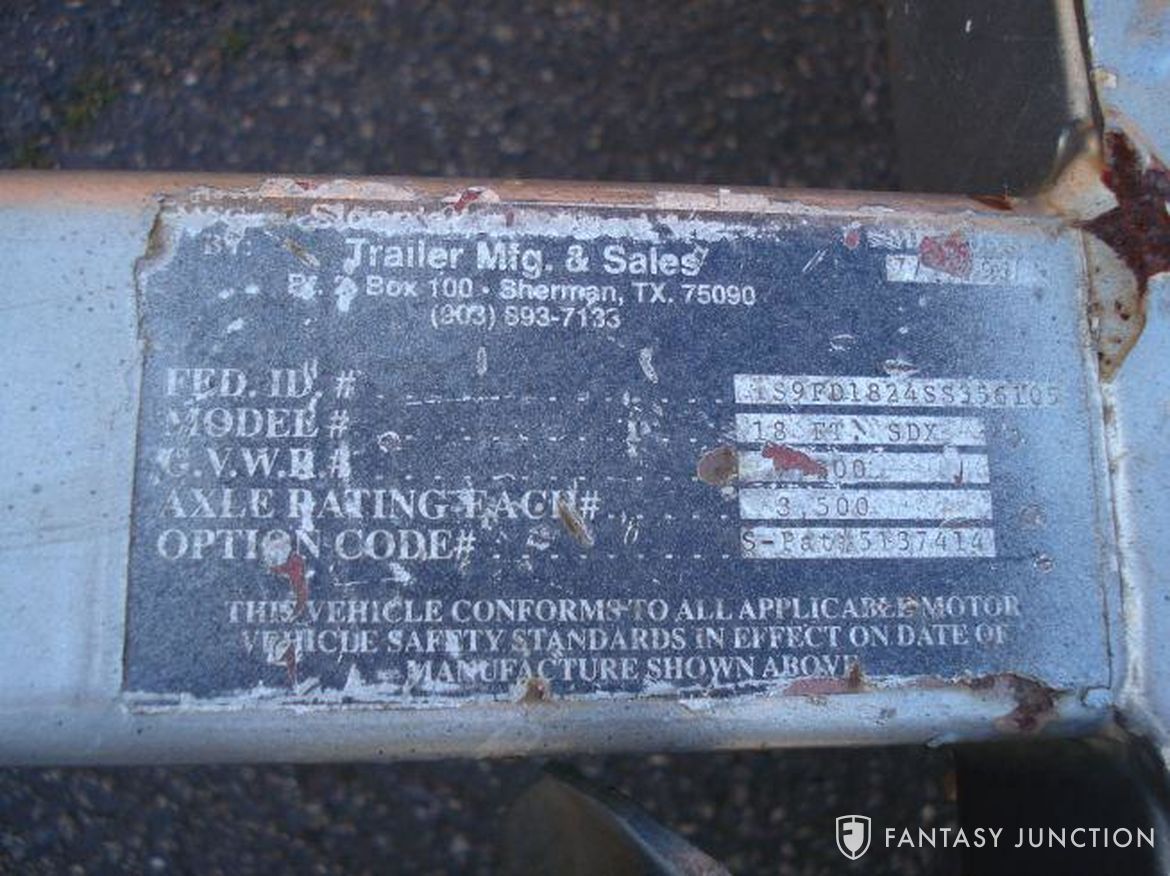 BY:
Trailer Mfg. & Sales
Box 100 · Sherman, TX. 75090
(903) 893-7133
FED. ID. #
MODEL #
18 FT. SDX
G.V.W.R.#
AXLE RATING EACH#
3,500
OPTION CODE#
S-Pat#5137414
THIS VEHICLE CONFORMS TO ALL APPLICABLE MOTOR
VEHICLE SAFETY STANDARDS IN EFFECT ON DATE OF
MANUFACTURE SHOWN ABOVE
FANTASY JUNCTION